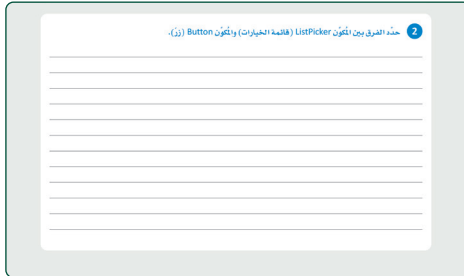 2 حدّد الفرق بين المُكوِّن ListPicker (قائمة الخيارات) والمُكوِّن Button (زر).